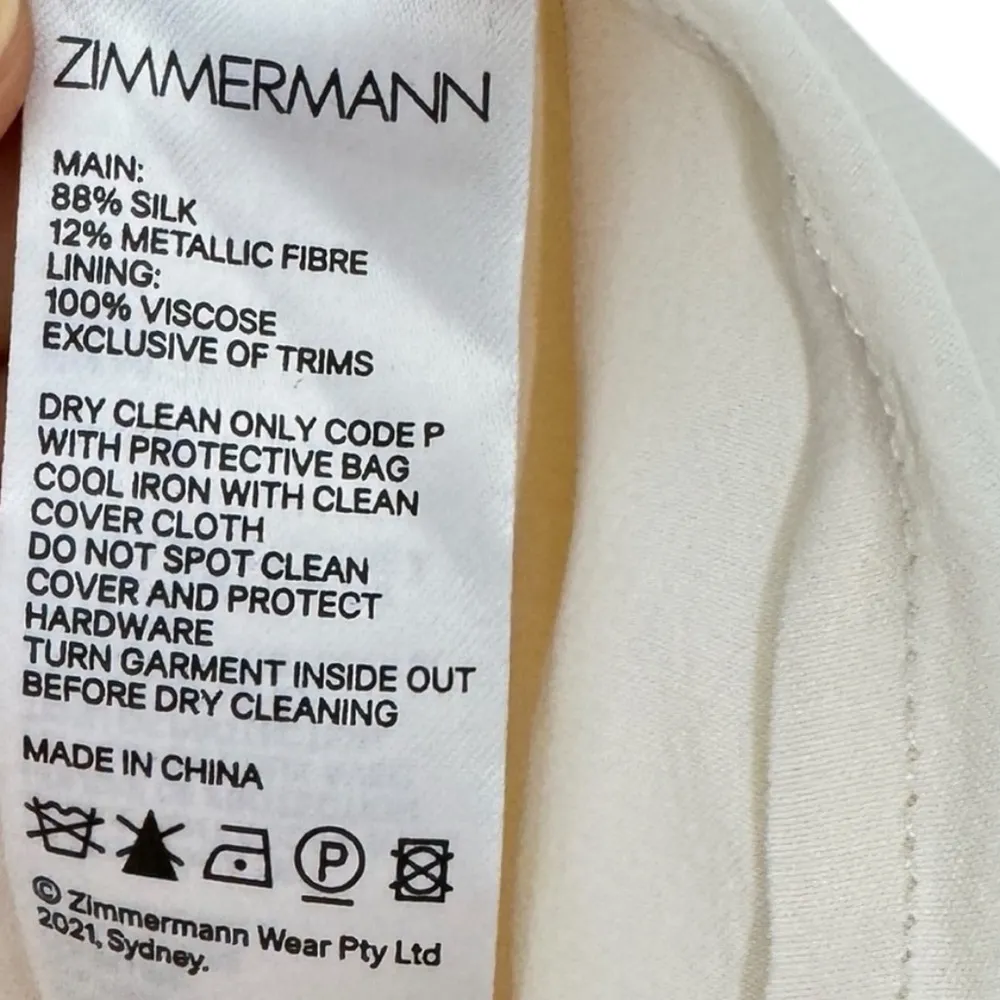 ZIMMERMANN
MAIN:
88% SILK
12% METALLIC FIBRE
LINING:
100% VISCOSE
EXCLUSIVE OF TRIMS
DRY CLEAN ONLY CODE P
WITH PROTECTIVE BAG
COOL IRON WITH CLEAN
COVER CLOTH
DO NOT SPOT CLEAN
COVER AND PROTECT
HARDWARE
TURN GARMENT INSIDE OUT
BEFORE DRY CLEANING
MADE IN CHINA
P
© Zimmermann Wear Pty Ltd
2021, Sydney.